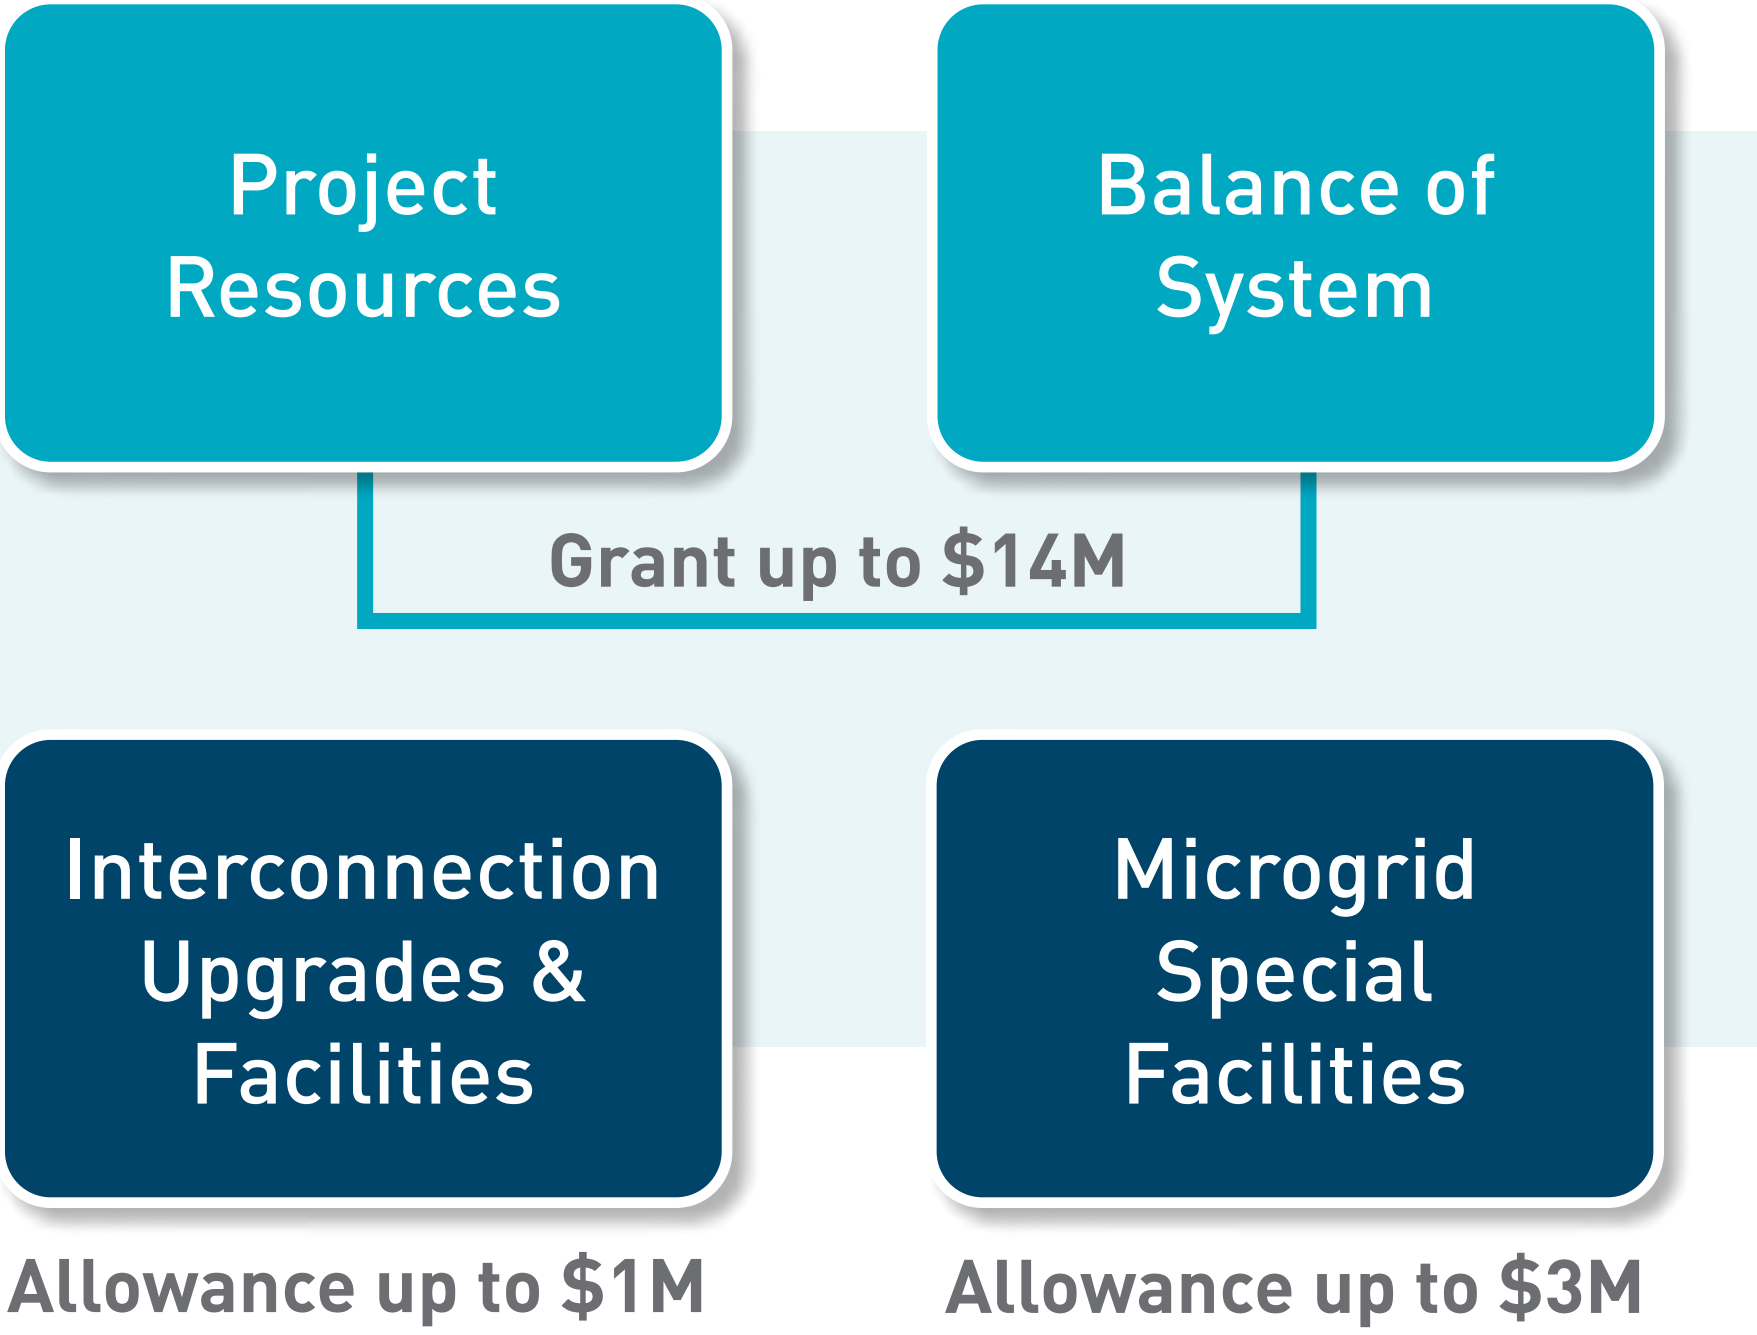 Project
Resources
Balance of
System
Grant up to $14M
Interconnection
Upgrades &
Facilities
Microgrid
Special
Facilities
Allowance up to $1M
Allowance up to $3M